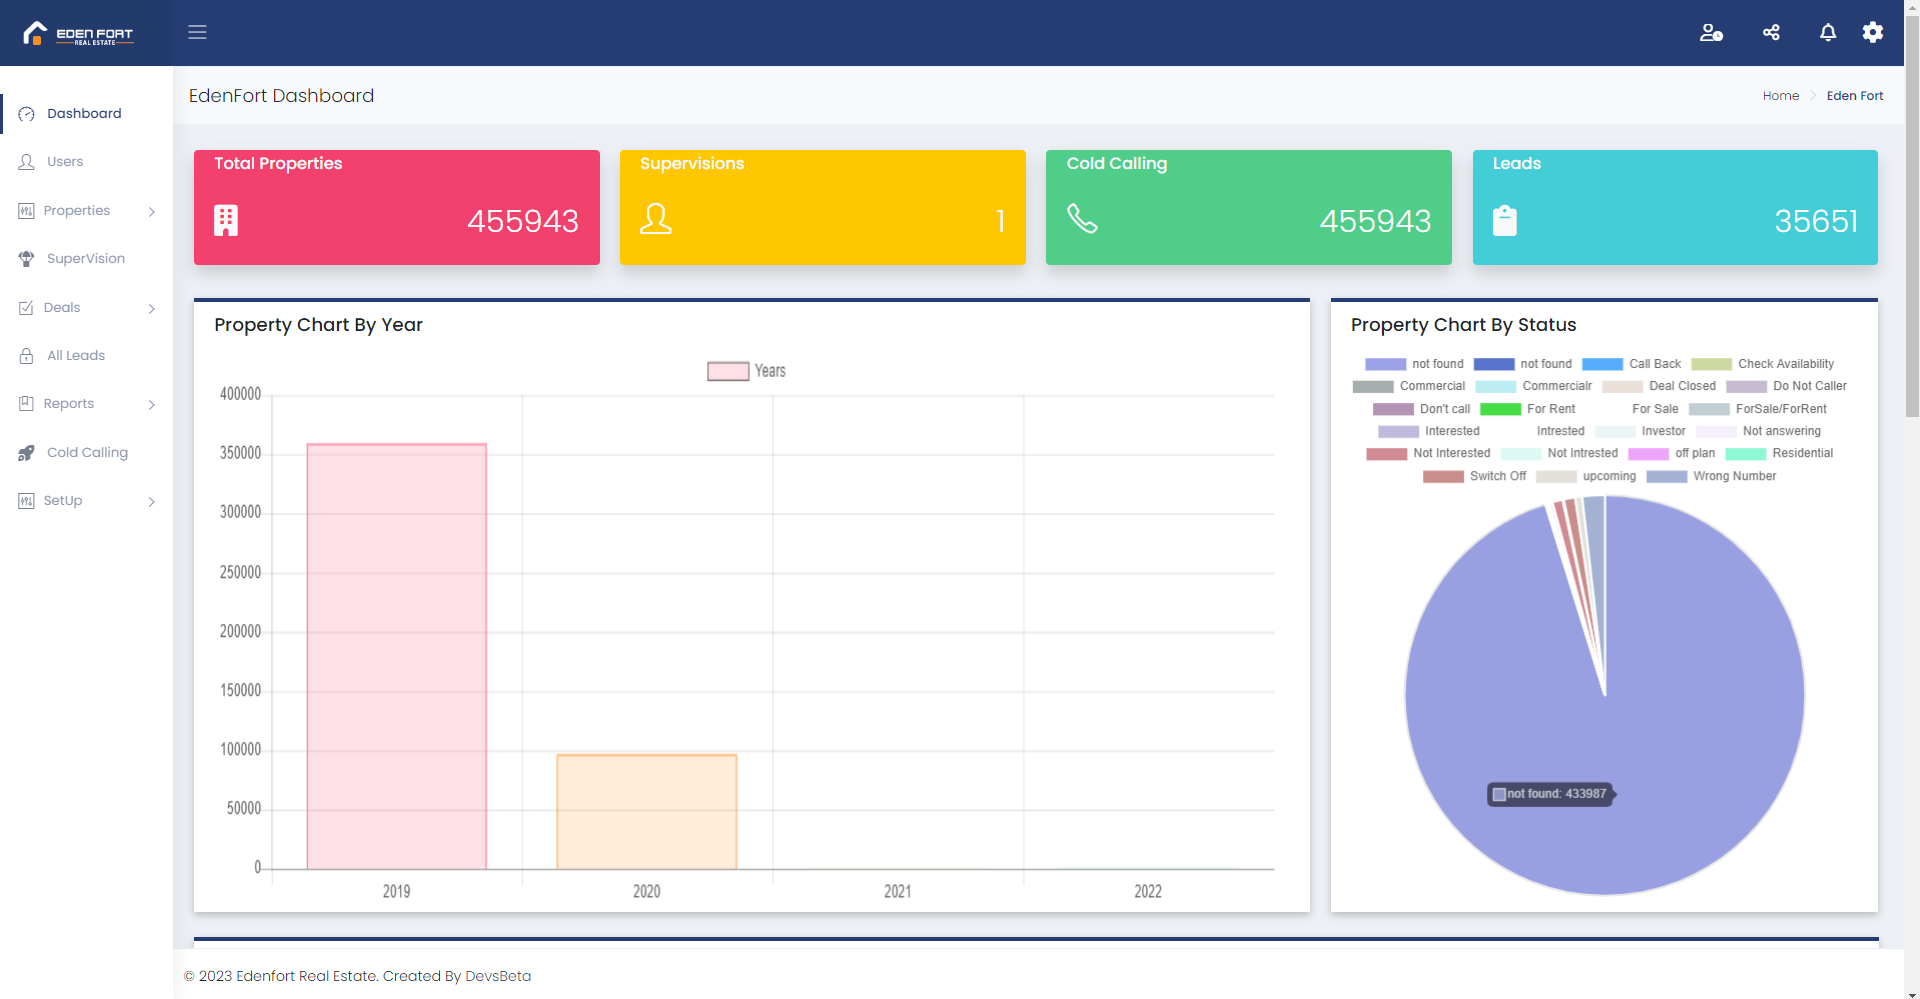 EDEN FORT
REAL ESTATE
EdenFort Dashboard
Home
Eden Fort
Dashboard
Users
Properties
SuperVision
Deals
All Leads
Reports
Cold Calling
SetUp
Total Properties
455943
Supervisions
1
Cold Calling
455943
Leads
35651
Property Chart By Year
Years
400000
350000
300000
250000
200000
150000
100000
50000
0
2019 2020 2021 2022
Property Chart By Status
not found not found Call Back Check Availability
Commercial Commercialr Deal Closed Do Not Caller
Don't call For Rent For Sale ForSale/ForRent
Interested Intrested Investor Not answering
Not Interested Not Intrested off plan Residential
Switch Off upcoming Wrong Number
not found: 433987
© 2023 Edenfort Real Estate. Created By DevsBeta